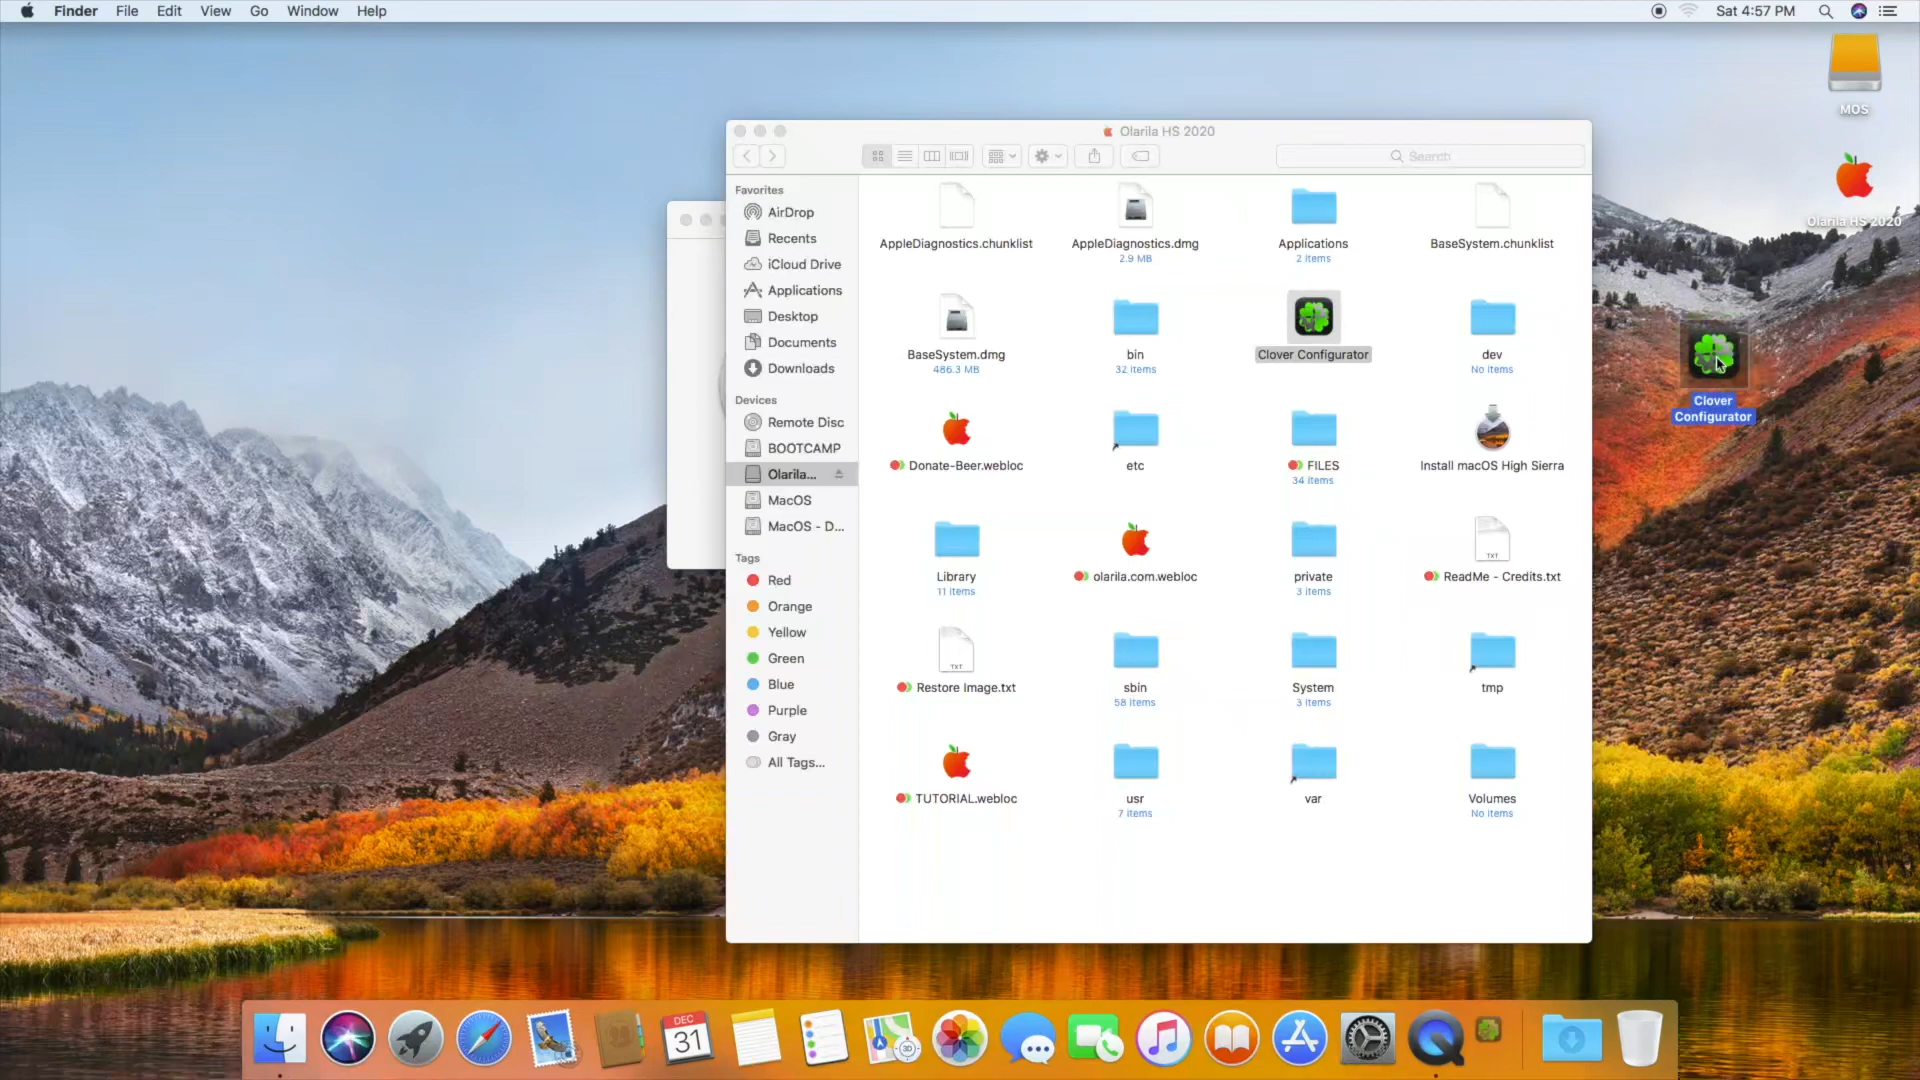 Finder File Edit View Go Window Help
Sat 4:57 PM
MOS
Olarila HS 2020
Clover
Configurator
Olarila HS 2020
Search
Favorites
AirDrop
Recents
iCloud Drive
Applications
Desktop
Documents
Downloads
Devices
Remote Disc
BOOTCAMP
Olarila...
MacOS
MacOS - D...
Tags
Red
Orange
Yellow
Green
Blue
Purple
Gray
All Tags...
AppleDiagnostics.chunklist
AppleDiagnostics.dmg
2.9 MB
Applications
2 items
BaseSystem.chunklist
BaseSystem.dmg
486.3 MB
bin
32 items
Clover Configurator
dev
No items
Donate-Beer.webloc
etc
FILES
34 items
Install macOS High Sierra
Library
11 items
olarila.com.webloc
private
3 items
TXT
ReadMe - Credits.txt
TXT
Restore Image.txt
sbin
58 items
System
3 items
tmp
TUTORIAL.webloc
usr
7 items
var
Volumes
No items
DEC
31
3D